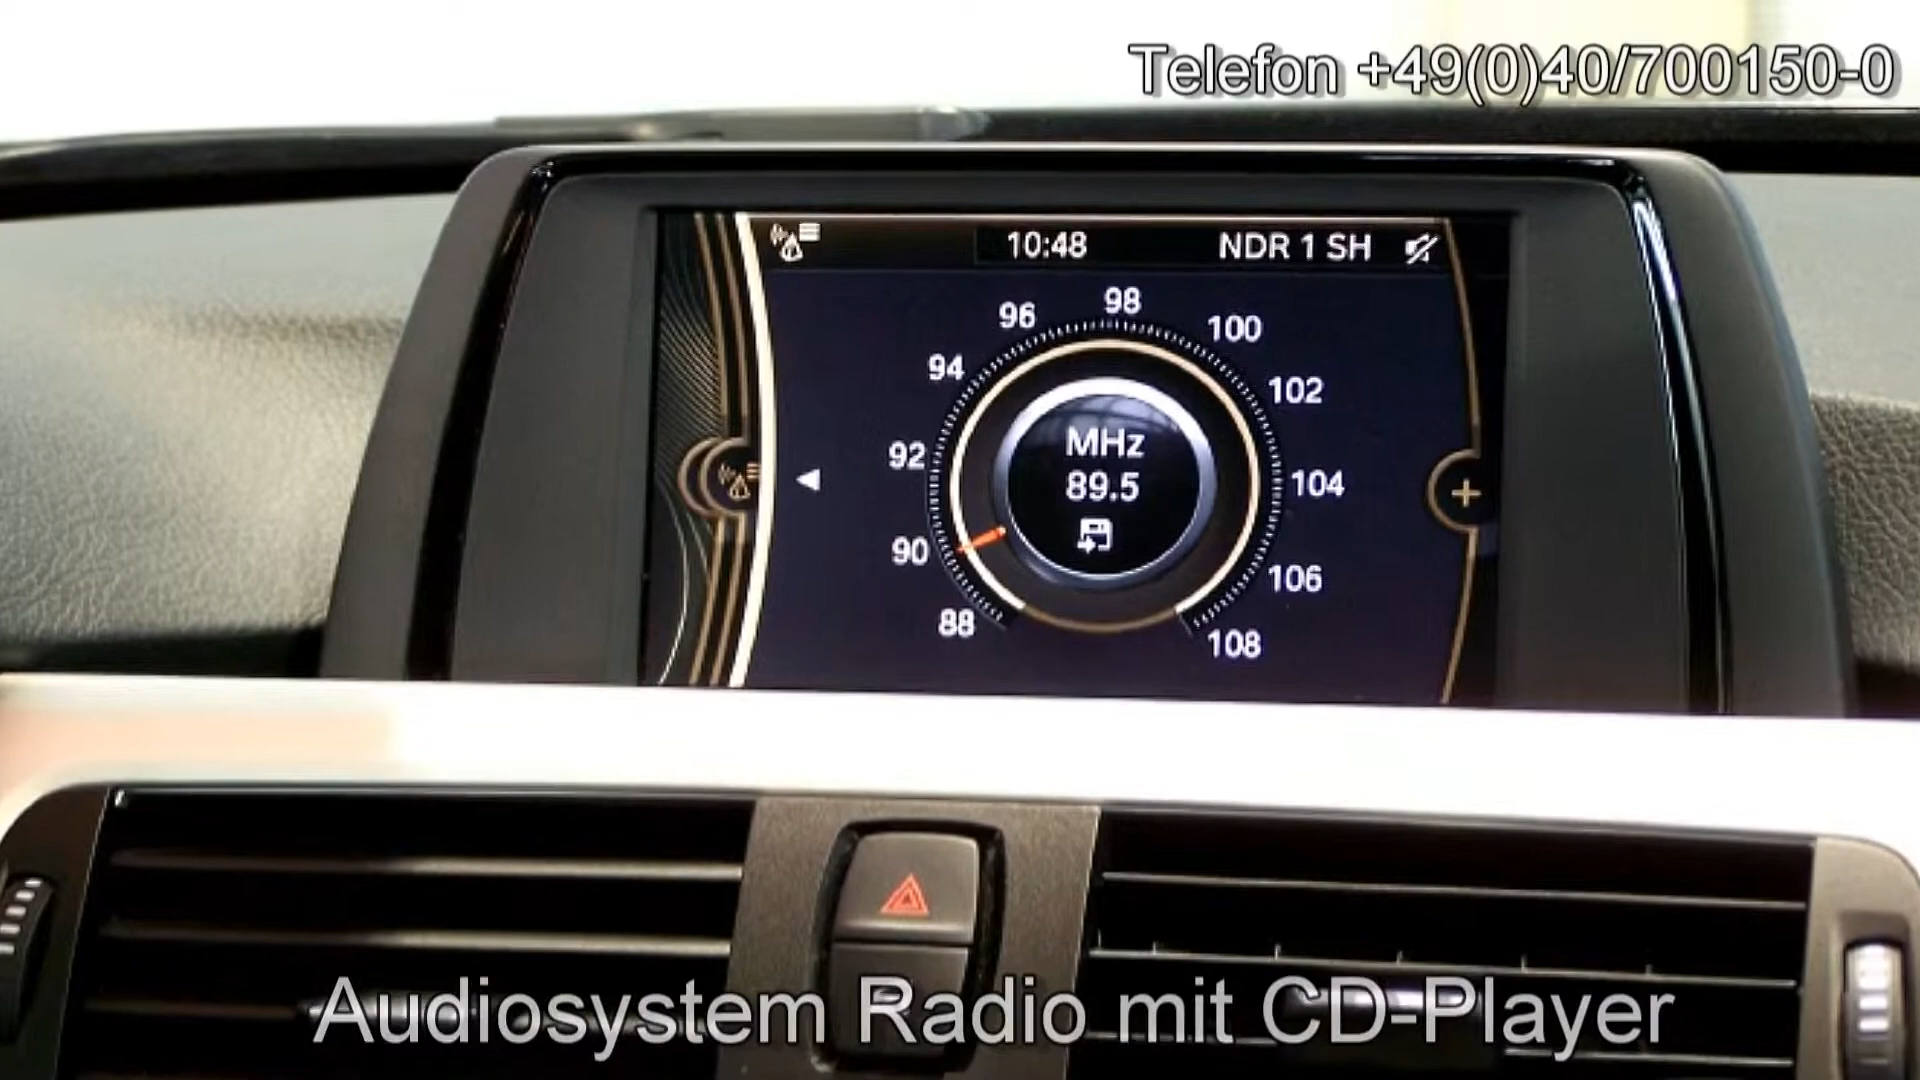 Telefon +49(0)40/700150-0
10:48 NDR 1 SH
98
96 100
94 102
MHz
92 89.5 104
90 106
88 108
Audiosystem Radio mit CD-Player